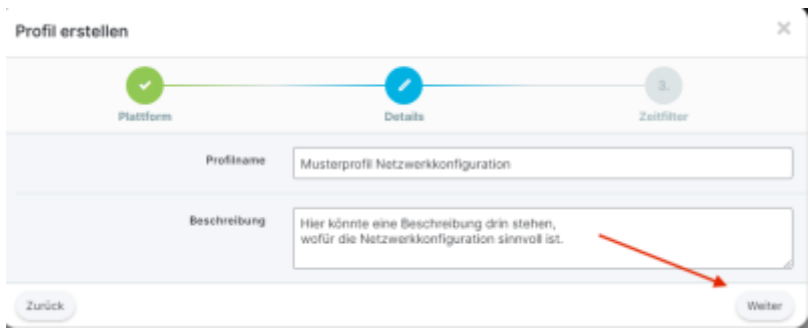 Profil erstellen
×
3.
Plattform
Details
Zeitfilter
Profilname
Musterprofil Netzwerkkonfiguration
Beschreibung
Hier könnte eine Beschreibung drin stehen,
wofür die Netzwerkkonfiguration sinnvoll ist.
Zurück
Weiter